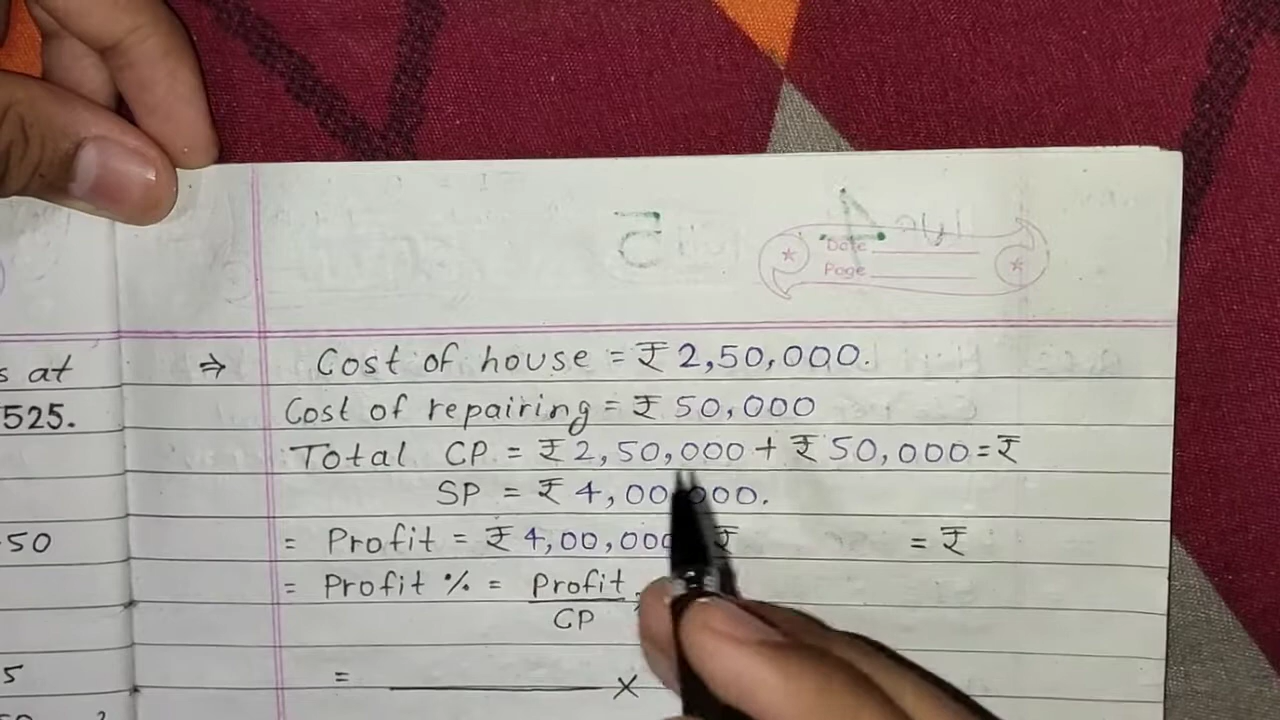 Date
Page
s at
525.
⇒ Cost of house = ₹ 2,50,000.
Cost of repairing = ₹ 50,000
Total CP = ₹ 2,50,000 + ₹ 50,000 = ₹
SP = ₹ 4,00,000.
50
= Profit = ₹ 4,00,000 ₹ = ₹
= Profit % = Profit
CP
5
= ×